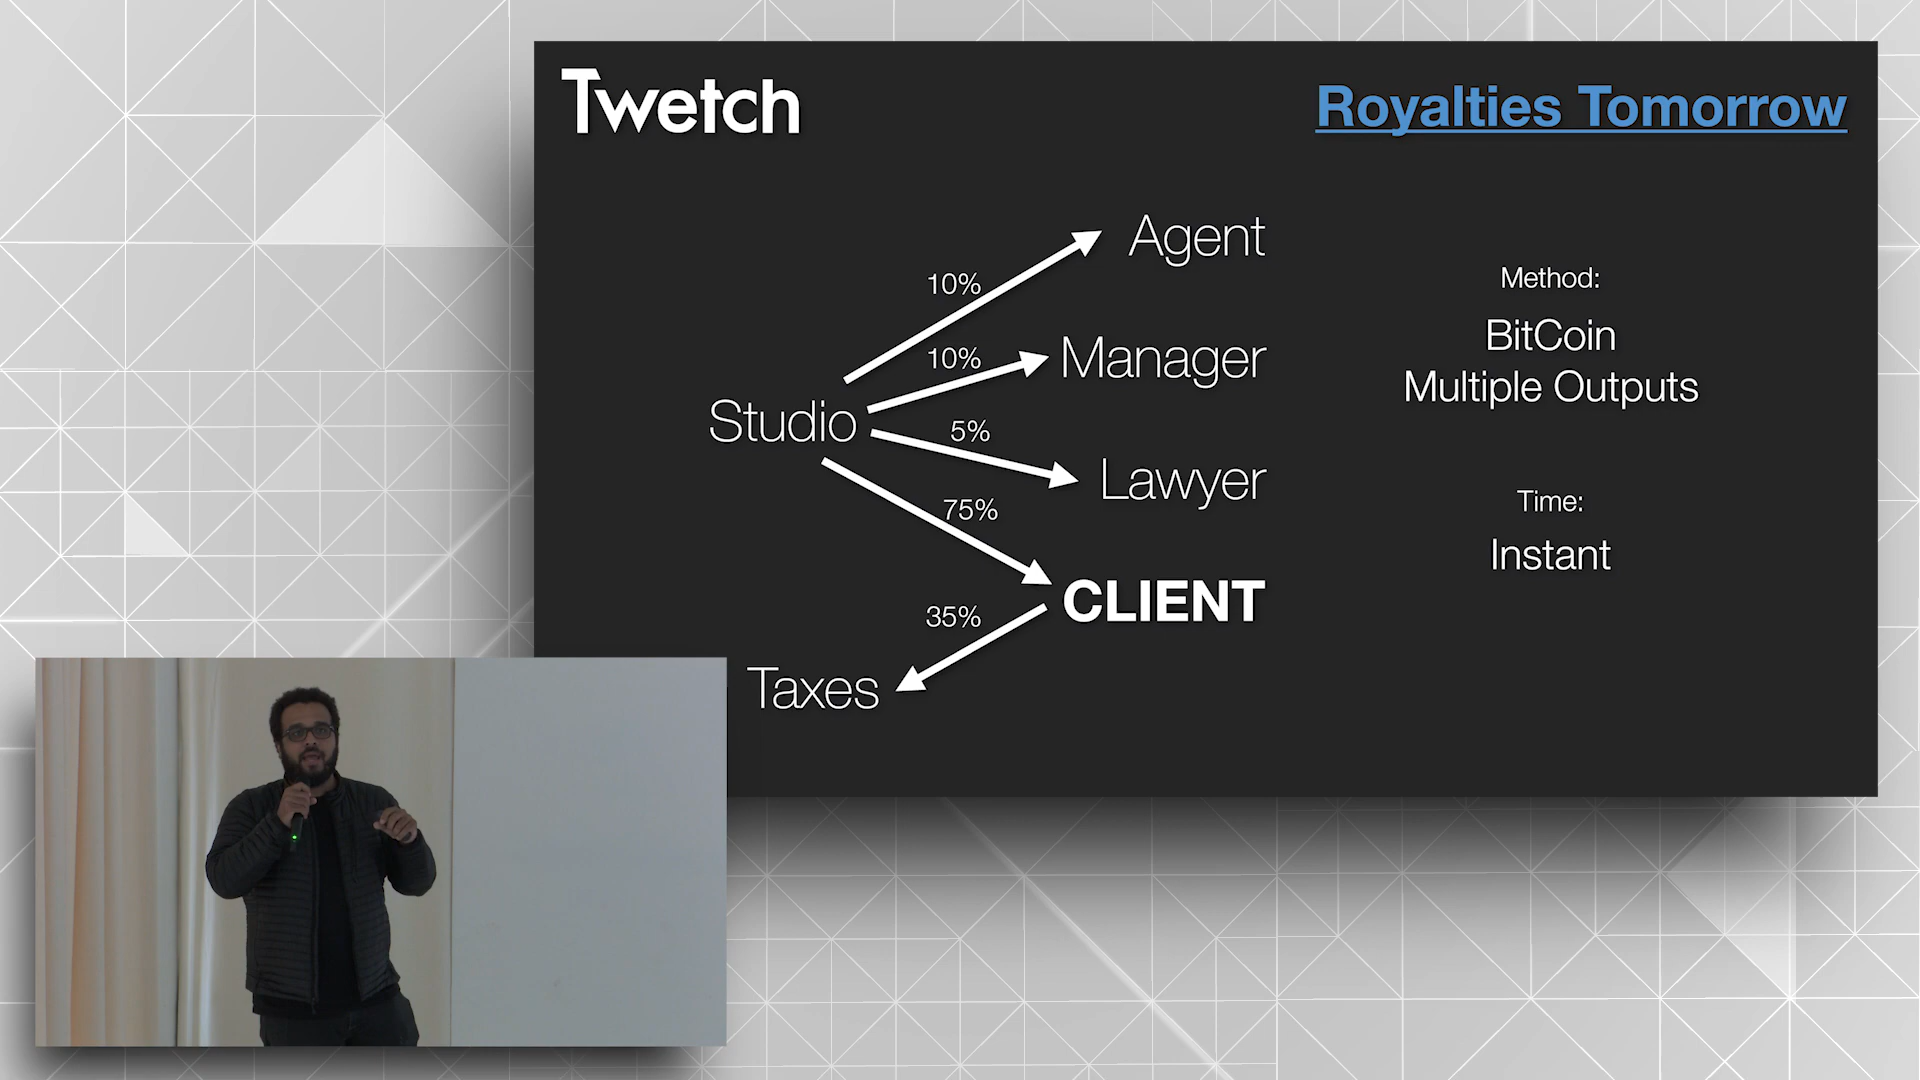 Twetch
Royalties Tomorrow
Agent
10%
Manager
10%
Studio
Lawyer
5%
CLIENT
75%
Taxes
35%
Method:
BitCoin
Multiple Outputs
Time:
Instant